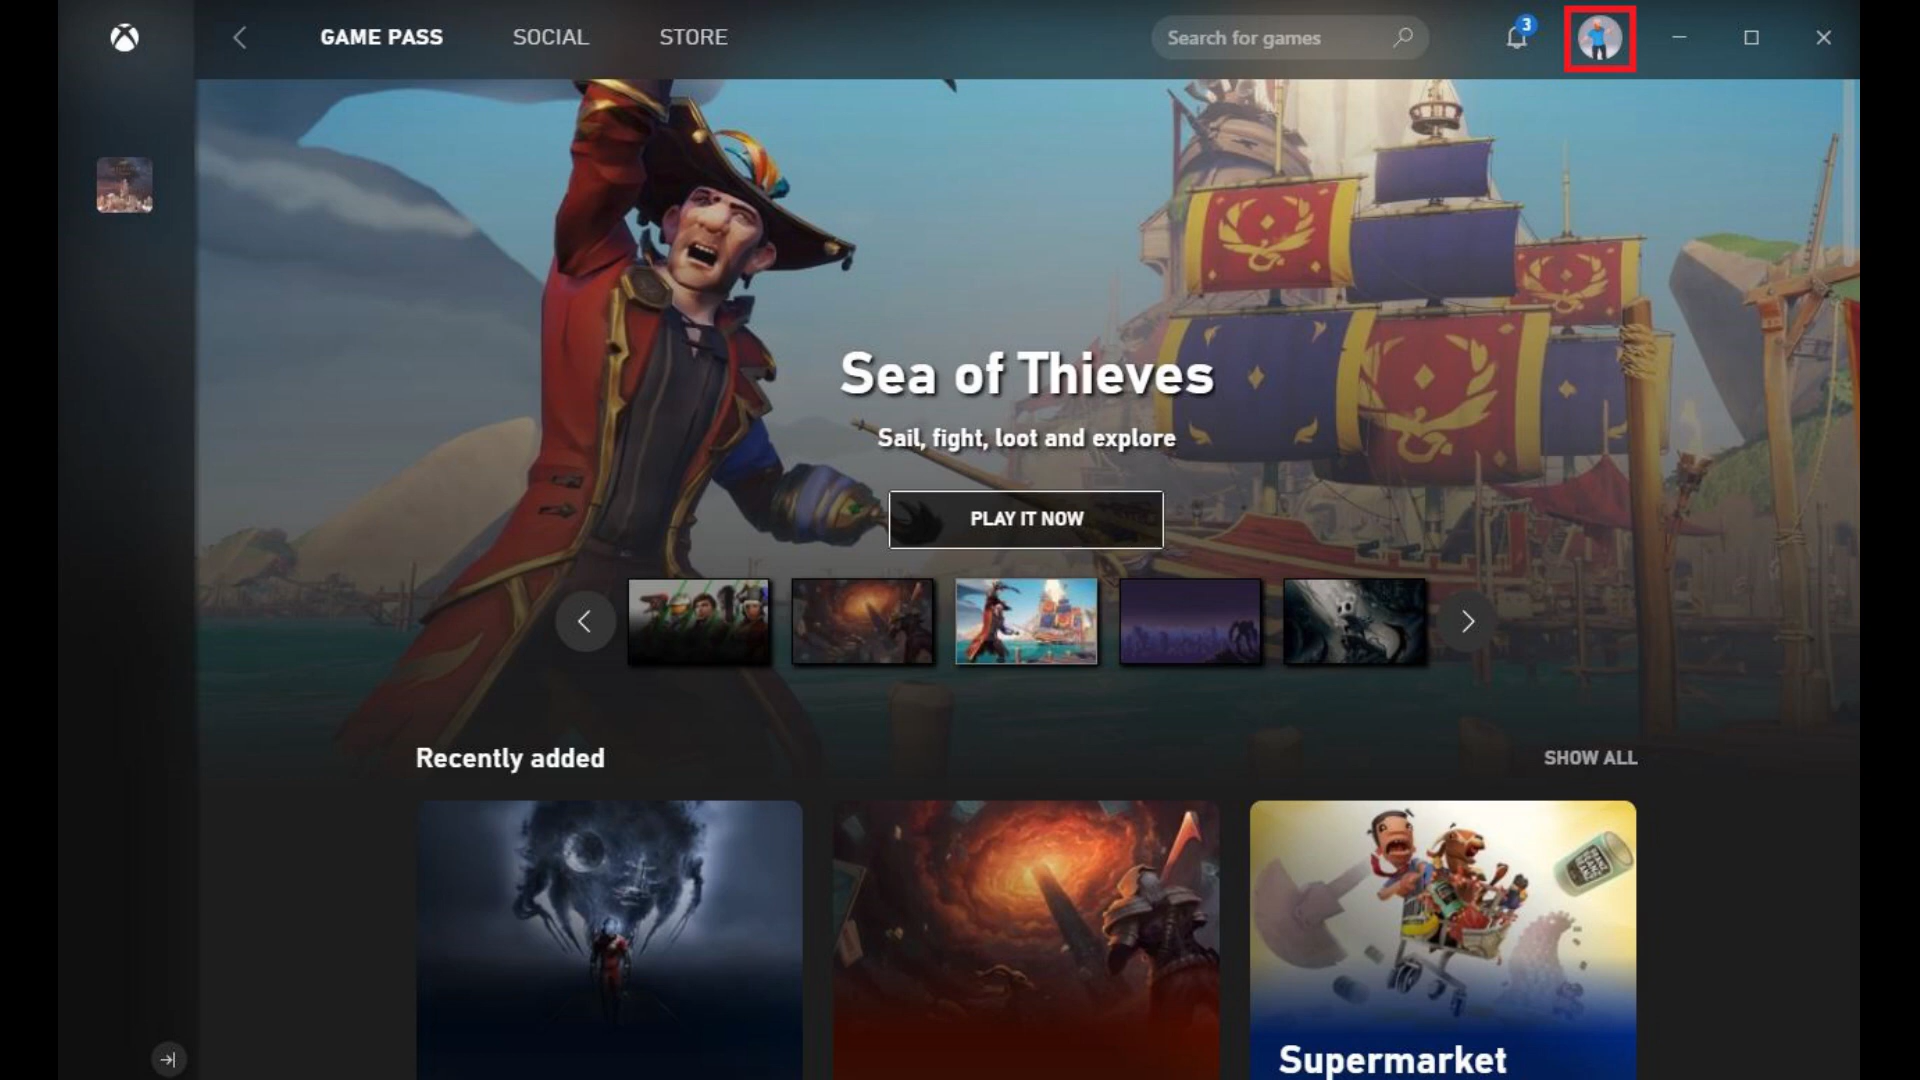 GAME PASS SOCIAL STORE Search for games 3
Sea of Thieves
Sail, fight, loot and explore
PLAY IT NOW
Recently added SHOW ALL
Supermarket